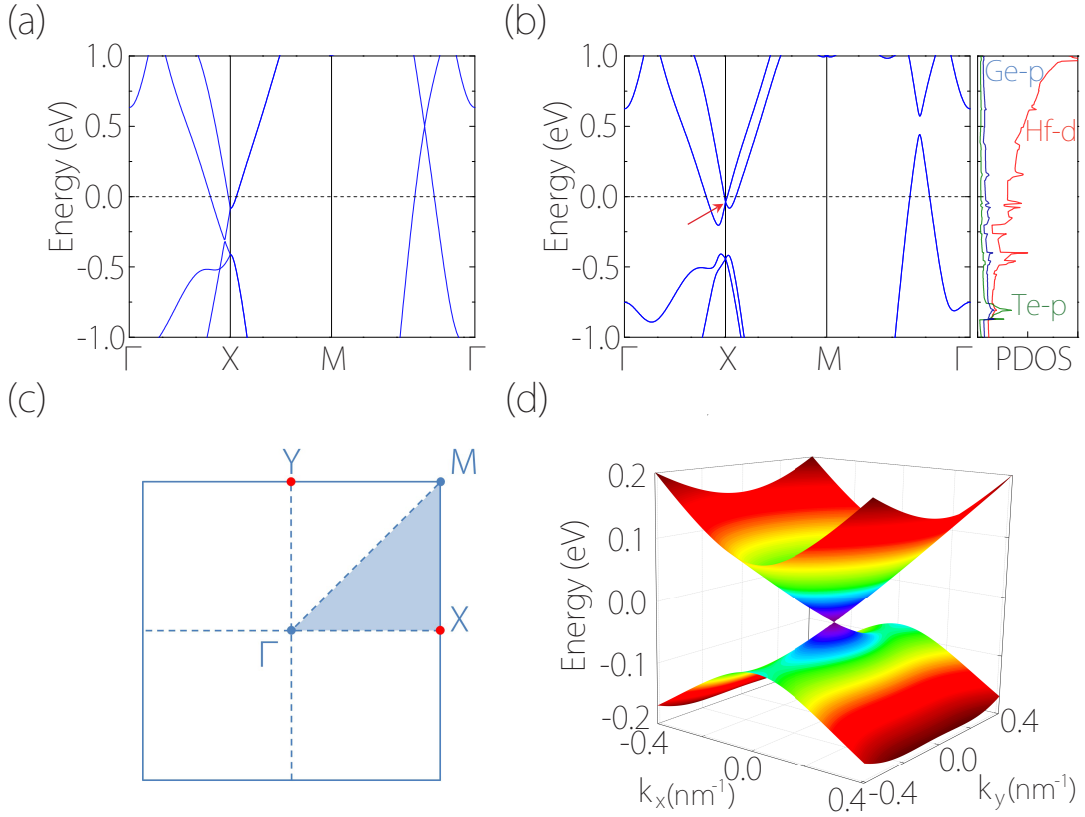 (a)
Energy (eV)
1.0
0.5
0.0
-0.5
-1.0
Γ X M Γ
(b)
Energy (eV)
1.0
0.5
0.0
-0.5
-1.0
Γ X M Γ
Ge-p
Hf-d
Te-p
PDOS
(c)
Y M
Γ X
(d)
Energy (eV)
0.2
0.1
0.0
-0.1
-0.2
-0.4 0.0 0.4
kx(nm-1)
-0.4 0.0 0.4
ky(nm-1)